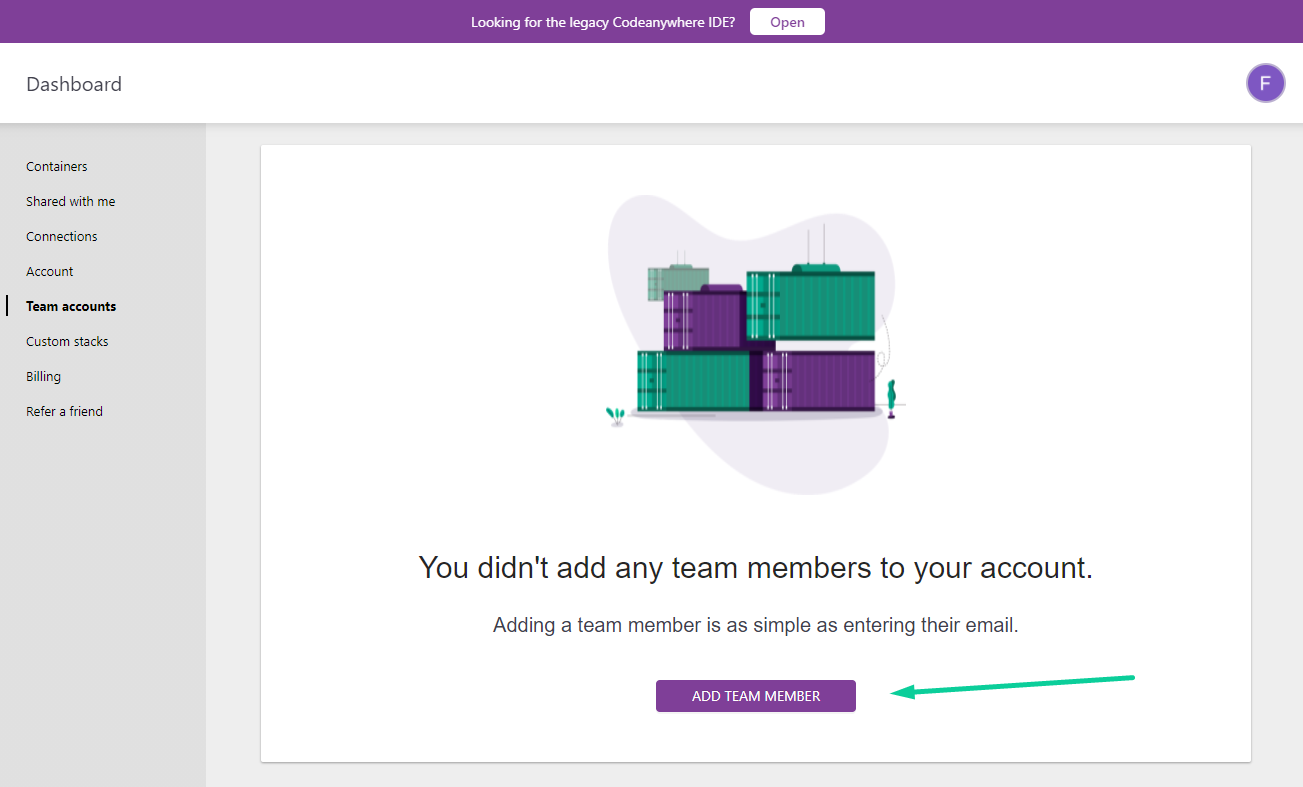 Looking for the legacy Codeanywhere IDE? Open
Dashboard
F
Containers
Shared with me
Connections
Account
Team accounts
Custom stacks
Billing
Refer a friend
You didn't add any team members to your account.
Adding a team member is as simple as entering their email.
ADD TEAM MEMBER